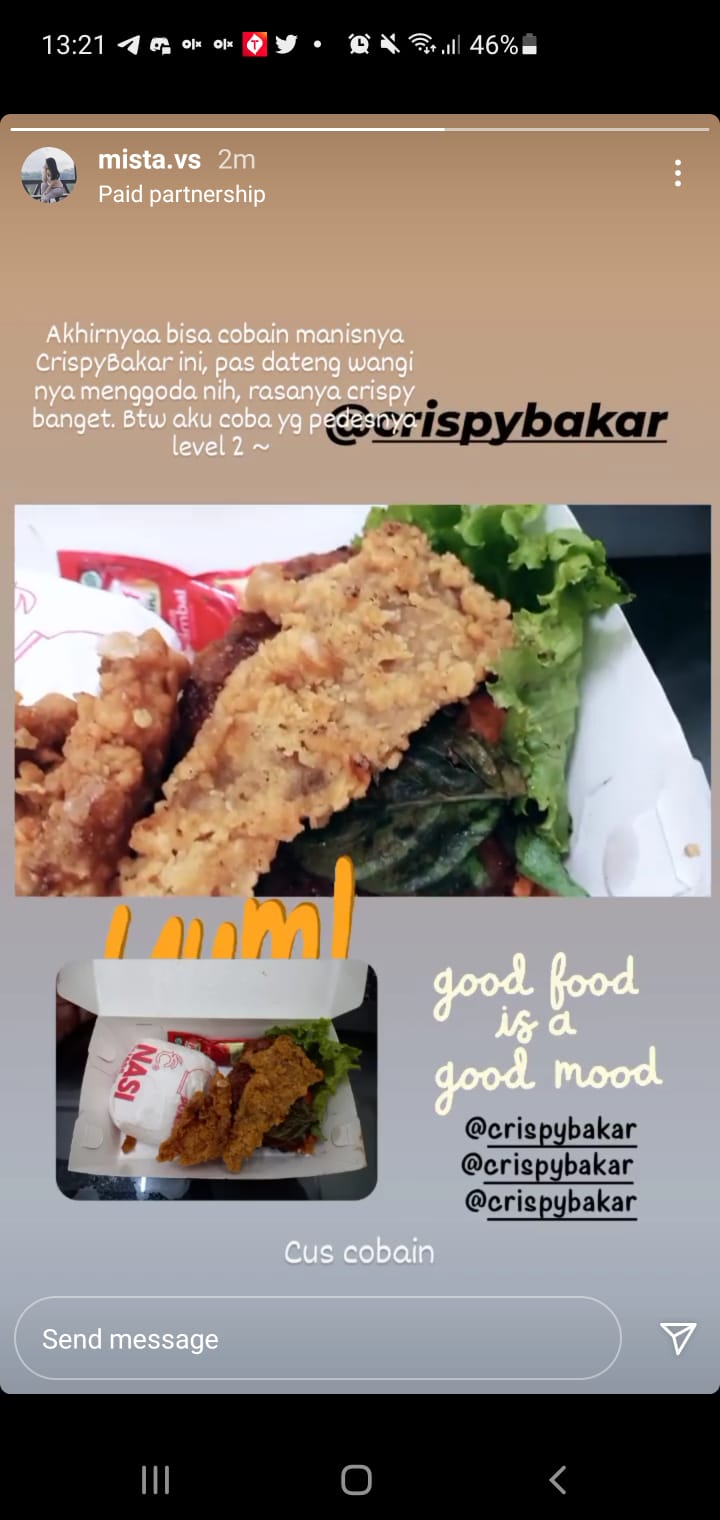 13:21
46%
mista.vs 2m
Paid partnership
Akhirnyaa bisa cobain manisnya
CrispyBakar ini, pas dateng wangi
nya menggoda nih, rasanya crispy
banget. Btw aku coba yg pedesnya
level 2 ~
@crispybakar
sambal
yum!
NASI
good food
is a
good mood
@crispybakar
@crispybakar
@crispybakar
Cus cobain
Send message